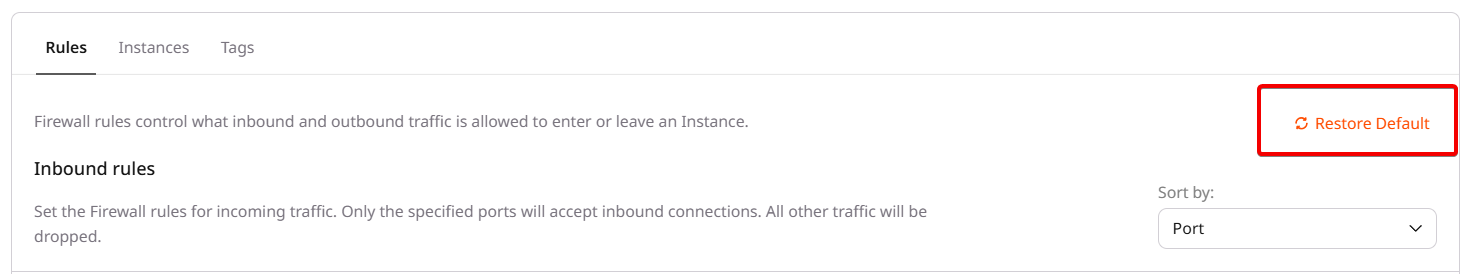 Rules Instances Tags
Firewall rules control what inbound and outbound traffic is allowed to enter or leave an Instance.
Restore Default
Inbound rules
Set the Firewall rules for incoming traffic. Only the specified ports will accept inbound connections. All other traffic will be
dropped.
Sort by:
Port